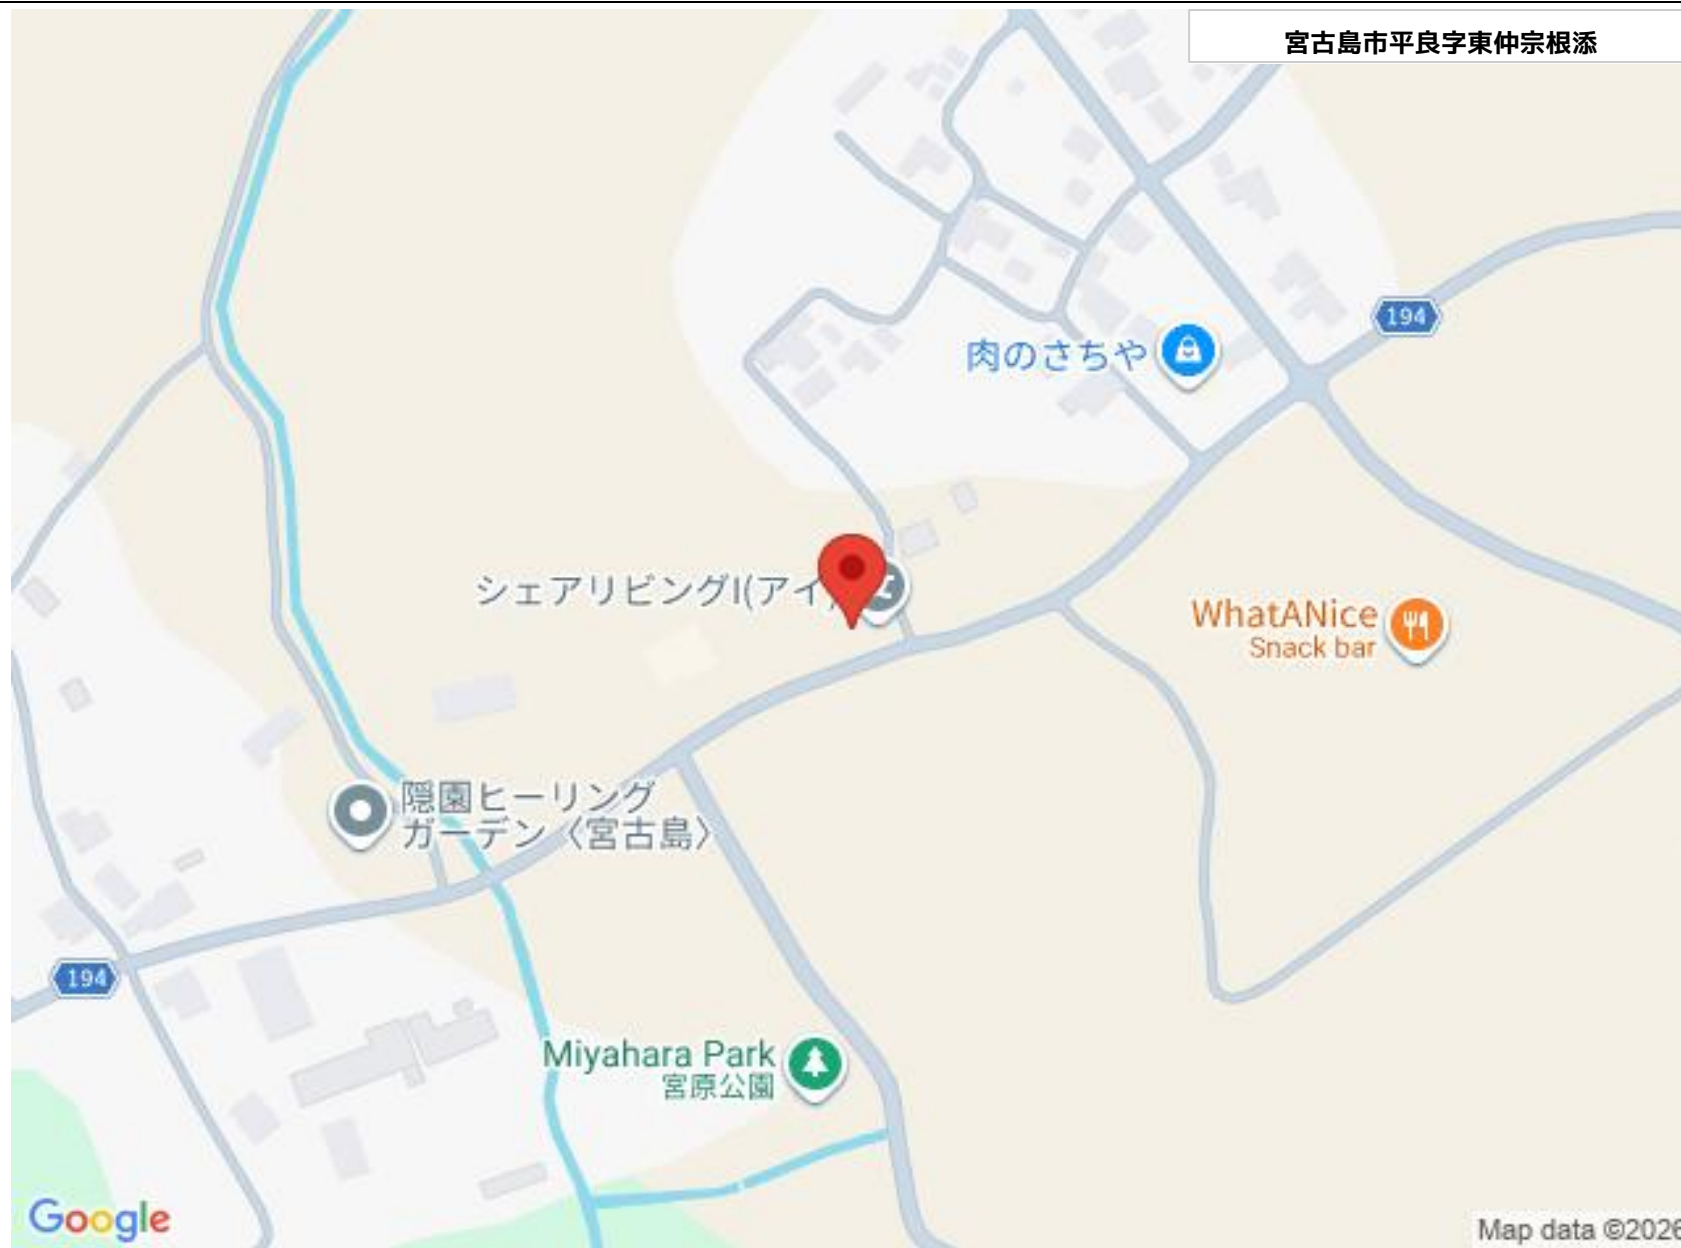 宮古島市平良字東仲宗根添
194
肉のさちや
シェアリビングI(アイ)
WhatANice
Snack bar
隠園ヒーリング
ガーデン〈宮古島〉
194
Miyahara Park
宮原公園
Google
Map data ©2026